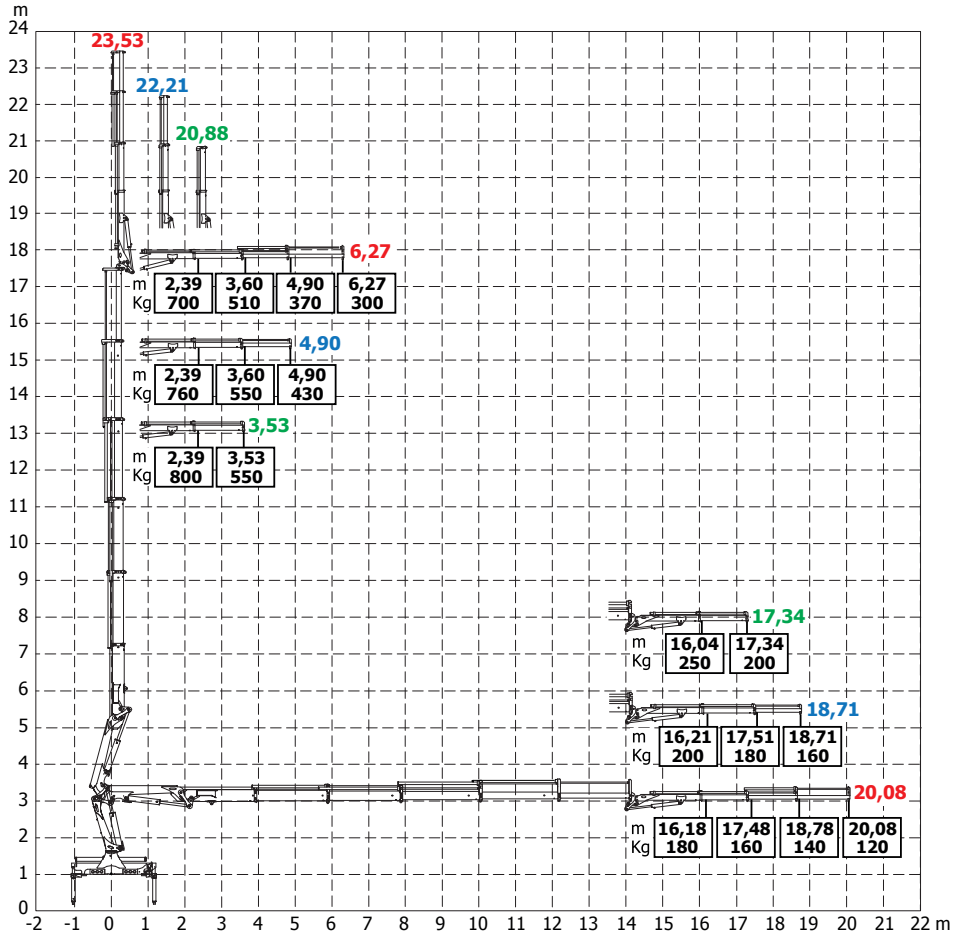 m
24
23,53
23
22,21
22
21
20,88
20
19
18
6,27
m 2,39 3,60 4,90 6,27
Kg 700 510 370 300
17
16
4,90
15
m 2,39 3,60 4,90
Kg 760 550 430
14
13
3,53
m 2,39 3,53
Kg 800 550
12
11
10
9
8
17,34
m 16,04 17,34
Kg 250 200
7
6
18,71
5
m 16,21 17,51 18,71
Kg 200 180 160
4
3
20,08
m 16,18 17,48 18,78 20,08
Kg 180 160 140 120
2
1
0
-2 -1 0 1 2 3 4 5 6 7 8 9 10 11 12 13 14 15 16 17 18 19 20 21 22 m